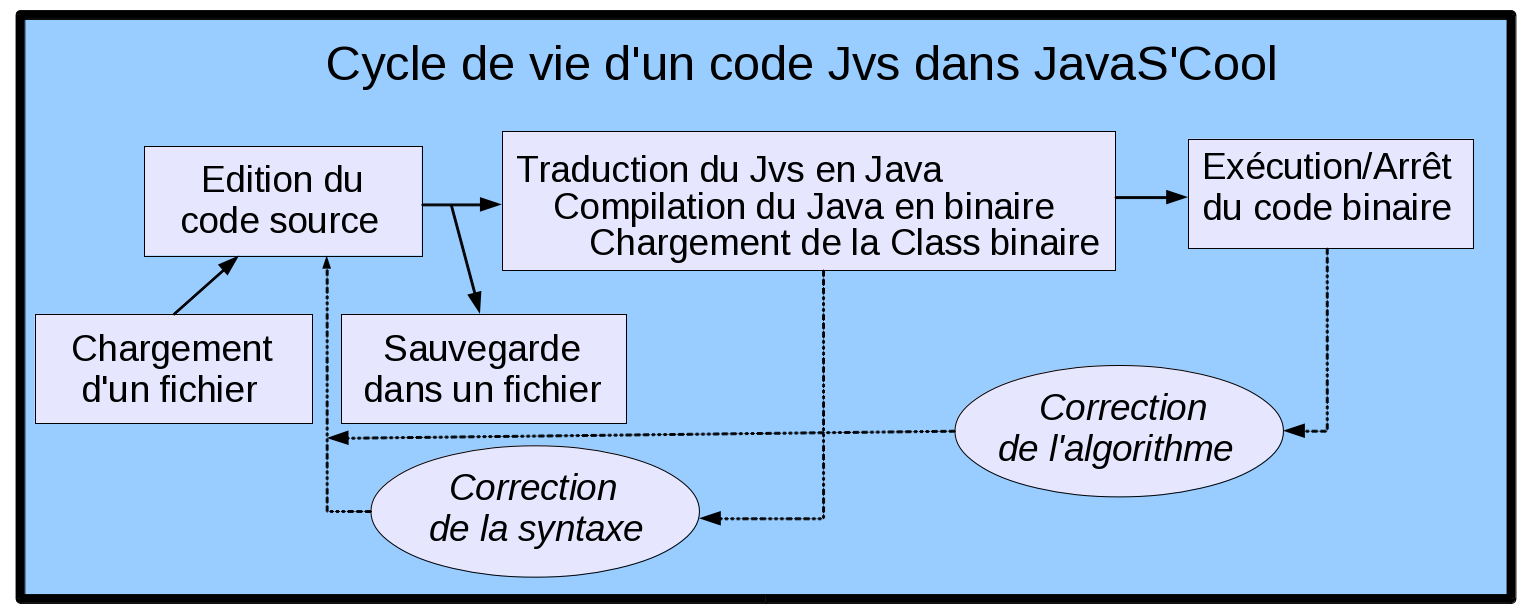 Cycle de vie d'un code Jvs dans JavaS'Cool
Edition du
code source
Traduction du Jvs en Java
Compilation du Java en binaire
Chargement de la Class binaire
Exécution/Arrêt
du code binaire
Chargement
d'un fichier
Sauvegarde
dans un fichier
Correction
de l'algorithme
Correction
de la syntaxe